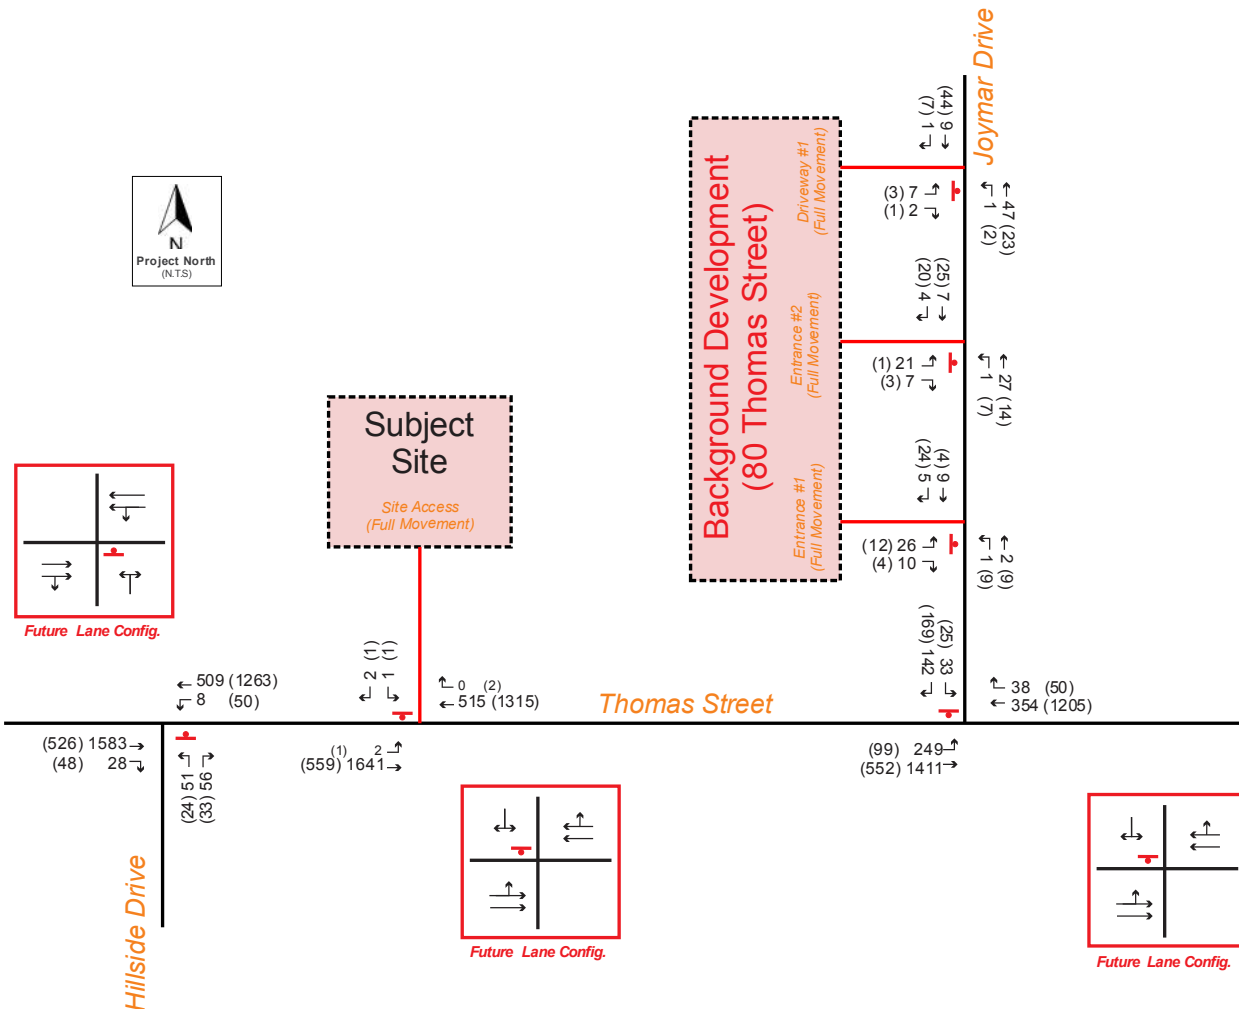 Joymar Drive
(44) 9
(7) 1
Background Development
(80 Thomas Street)
Driveway #1
(Full Movement)
(3) 7
(1) 2
47 (23)
1 (2)
N
Project North
(N.T.S)
(25) 7
(20) 4
Entrance #2
(Full Movement)
(1) 21
(3) 7
27 (14)
1 (7)
Subject
Site
Site Access
(Full Movement)
(4) 9
(24) 5
Entrance #1
(Full Movement)
(12) 26
(4) 10
2 (9)
1 (9)
Future Lane Config.
509 (1263)
8 (50)
2 (1)
1 (1)
0 (2)
515 (1315)
Thomas Street
(25) 33
(169) 142
38 (50)
354 (1205)
(526) 1583
(48) 28
(24) 51
(33) 56
(1) 2
(559) 1641
(99) 249
(552) 1411
Hillside Drive
Future Lane Config.
Future Lane Config.